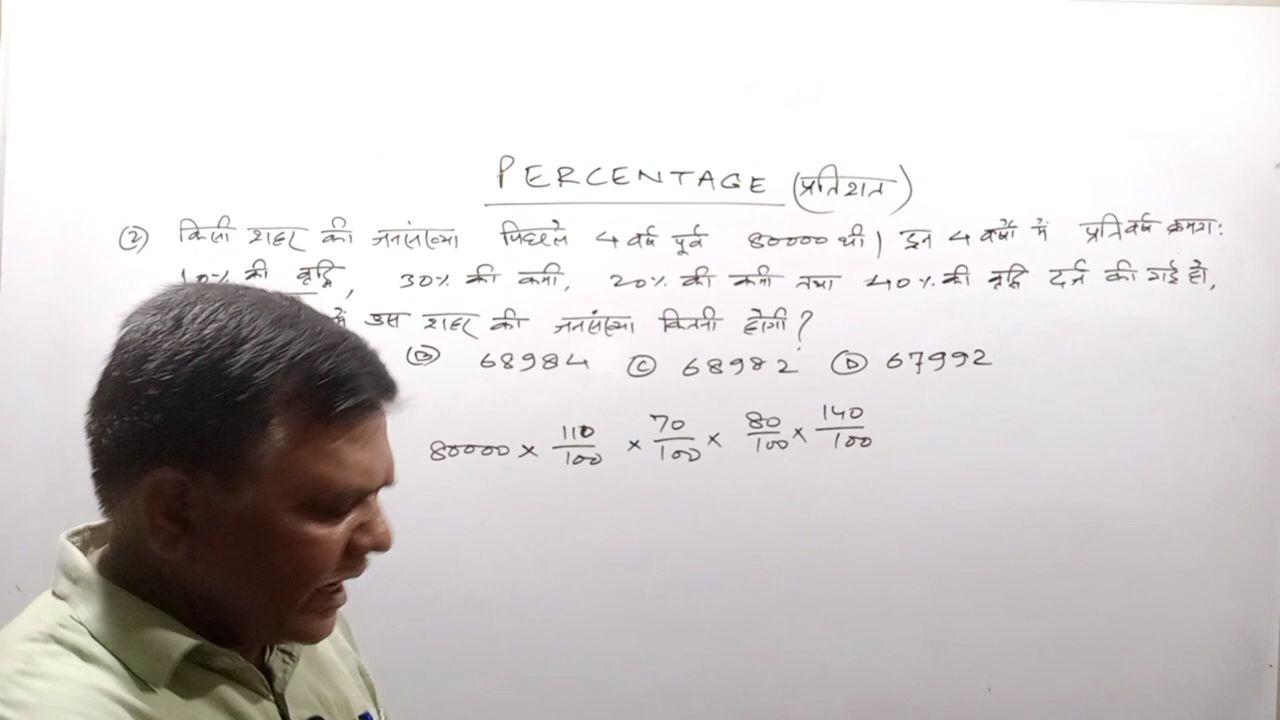 PERCENTAGE (प्रतिशत)
② किसी शहर की जनसंख्या पिछले 4 वर्ष पूर्व 80000 थी। इन 4 वर्षों में प्रतिवर्ष क्रमशः
10% की वृद्धि, 30% की कमी, 20% की कमी तथा 40% की वृद्धि दर्ज की गई हो,
में उस शहर की जनसंख्या कितनी होगी?
Ⓑ 68984 Ⓒ 68982 Ⓓ 67992
80000 × 110/100 × 70/100 × 80/100 × 140/100